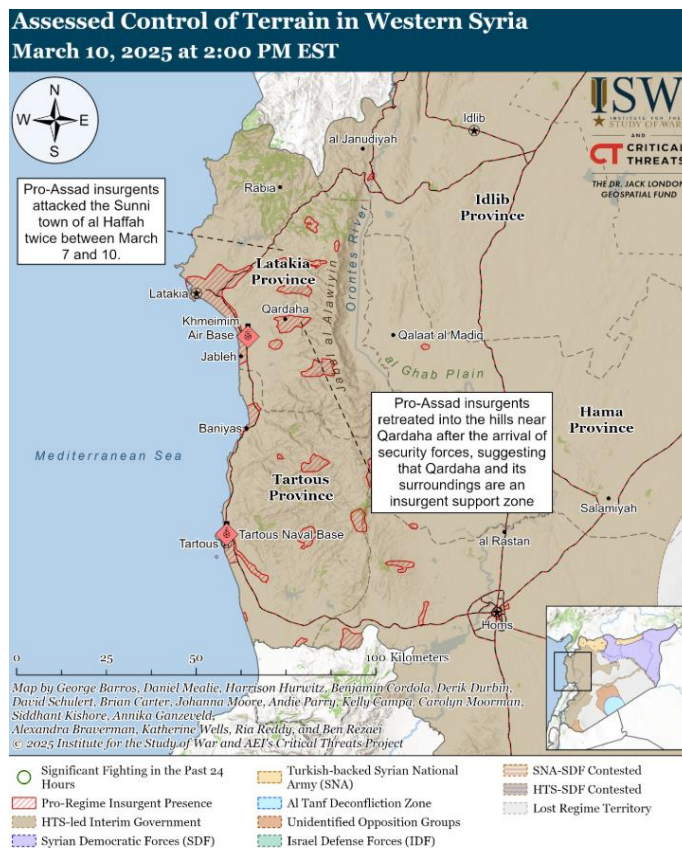 Assessed Control of Terrain in Western Syria
March 10, 2025 at 2:00 PM EST
N
W E
S
ISW
INSTITUTE FOR THE
STUDY OF WAR
AND
CT CRITICAL
THREATS
THE DR. JACK LONDON
GEOSPATIAL FUND
Idlib
al Janudiyah
Rabia
Idlib
Province
Pro-Assad insurgents
attacked the Sunni
town of al Haffah
twice between March
7 and 10.
Orontes River
Latakia
Province
Jabal al Alawiyin
Latakia
Qardaha
Khmeimim
Air Base
Jableh
Qalaat al Madiq
al Ghab Plain
Pro-Assad insurgents
retreated into the hills near
Qardaha after the arrival of
security forces, suggesting
that Qardaha and its
surroundings are an
insurgent support zone
Hama
Province
Baniyas
Mediterranean Sea
Tartous
Province
Salamiyah
Tartous Naval Base
Tartous
al Rastan
Homs
0 50 100 Kilometers
Map by George Barros, Daniel Mealie, Harrison Hurwitz, Benjamin Cordola, Derik Durbin,
David Schulert, Brian Carter, Johanna Moore, Andie Parry, Kelly Campa, Carolyn Moorman,
Siddhant Kishore, Annika Ganzeveld,
Alexandra Braverman, Katherine Wells, Ria Reddy, and Ben Rezaei
© 2025 Institute for the Study of War and AEI's Critical Threats Project
Significant Fighting in the Past 24
Hours
Pro-Regime Insurgent Presence
HTS-led Interim Government
Syrian Democratic Forces (SDF)
Turkish-backed Syrian National
Army (SNA)
Al Tanf Deconfliction Zone
Unidentified Opposition Groups
Israel Defense Forces (IDF)
SNA-SDF Contested
HTS-SDF Contested
Lost Regime Territory